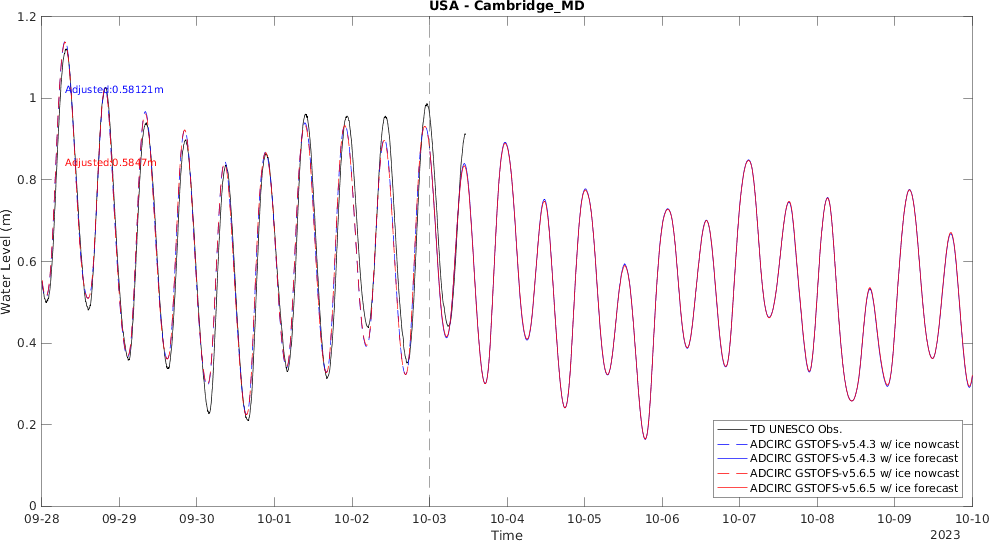 USA - Cambridge_MD
1.2
1
0.8
0.6
0.4
0.2
0
Water Level (m)
Adjusted:0.58121m
Adjusted:0.5847m
TD UNESCO Obs.
ADCIRC GSTOFS-v5.4.3 w/ ice nowcast
ADCIRC GSTOFS-v5.4.3 w/ ice forecast
ADCIRC GSTOFS-v5.6.5 w/ ice nowcast
ADCIRC GSTOFS-v5.6.5 w/ ice forecast
09-28 09-29 09-30 10-01 10-02 10-03 10-04 10-05 10-06 10-07 10-08 10-09 10-10
Time
2023